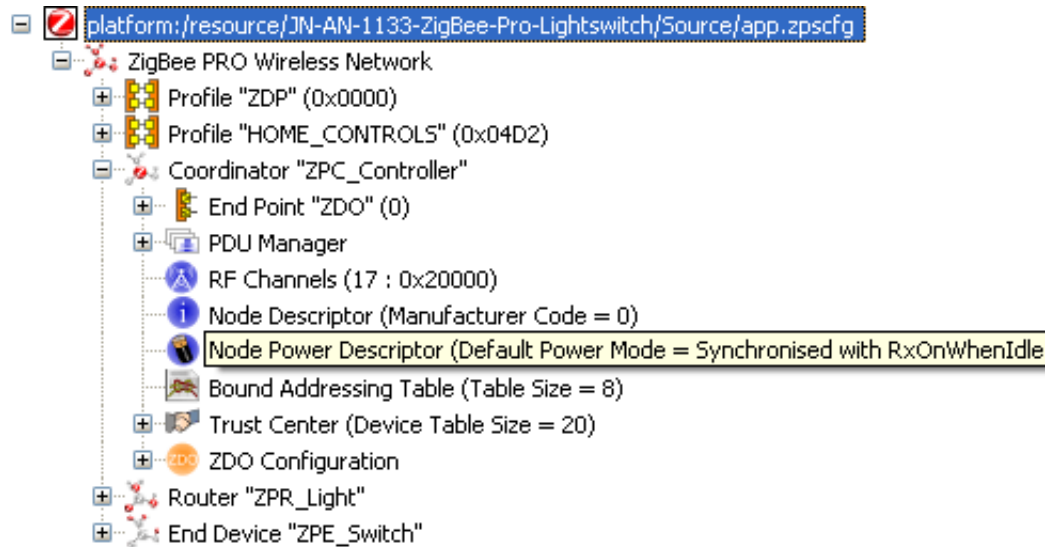 platform:/resource/JN-AN-1133-ZigBee-Pro-Lightswitch/Source/app.zpscfg
ZigBee PRO Wireless Network
Profile "ZDP" (0x0000)
Profile "HOME_CONTROLS" (0x04D2)
Coordinator "ZPC_Controller"
End Point "ZDO" (0)
PDU Manager
RF Channels (17 : 0x20000)
Node Descriptor (Manufacturer Code = 0)
Node Power Descriptor (Default Power Mode = Synchronised with RxOnWhenIdle
Bound Addressing Table (Table Size = 8)
Trust Center (Device Table Size = 20)
ZDO ZDO Configuration
Router "ZPR_Light"
End Device "ZPE_Switch"